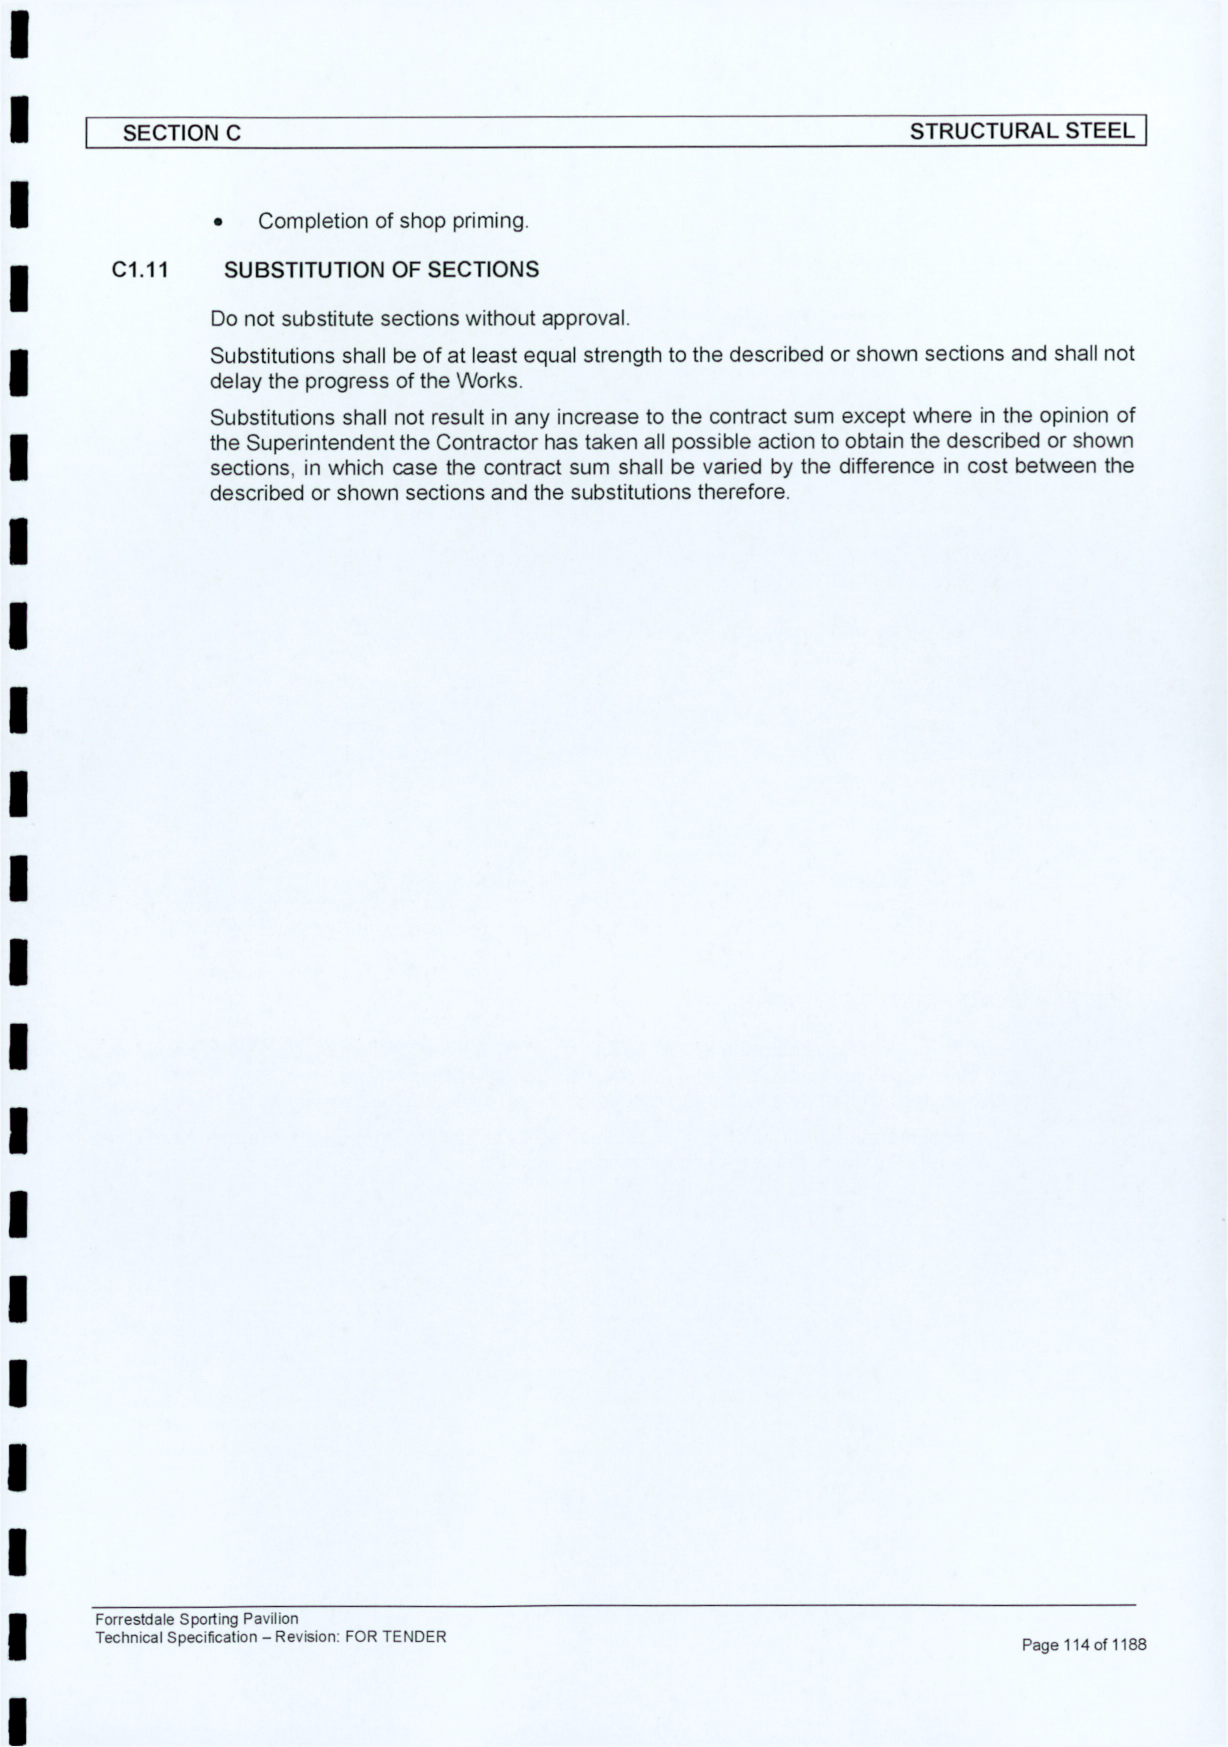 SECTION C STRUCTURAL STEEL
• Completion of shop priming.
C1.11 SUBSTITUTION OF SECTIONS
Do not substitute sections without approval.
Substitutions shall be of at least equal strength to the described or shown sections and shall not
delay the progress of the Works.
Substitutions shall not result in any increase to the contract sum except where in the opinion of
the Superintendent the Contractor has taken all possible action to obtain the described or shown
sections, in which case the contract sum shall be varied by the difference in cost between the
described or shown sections and the substitutions therefore.
Forrestdale Sporting Pavilion
Technical Specification – Revision: FOR TENDER
Page 114 of 1188